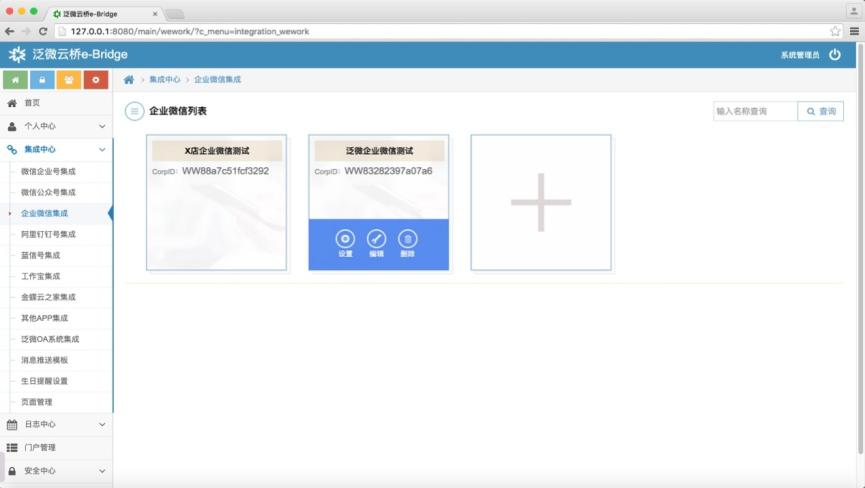 泛微云桥e-Bridge
127.0.0.1:8080/main/wework/?c_menu=integration_wework
泛微云桥e-Bridge
系统管理员
集成中心 › 企业微信集成
首页
个人中心
集成中心
微信企业号集成
微信公众号集成
企业微信集成
阿里钉钉号集成
蓝信号集成
工作宝集成
金蝶云之家集成
其他APP集成
泛微OA系统集成
消息推送模板
生日提醒设置
页面管理
日志中心
门户管理
安全中心
企业微信列表
输入名称查询
查询
X店企业微信测试
CorpID: WW88a7c51fcf3292
泛微企业微信测试
CorpID: WW83282397a07a6
设置 编辑 删除